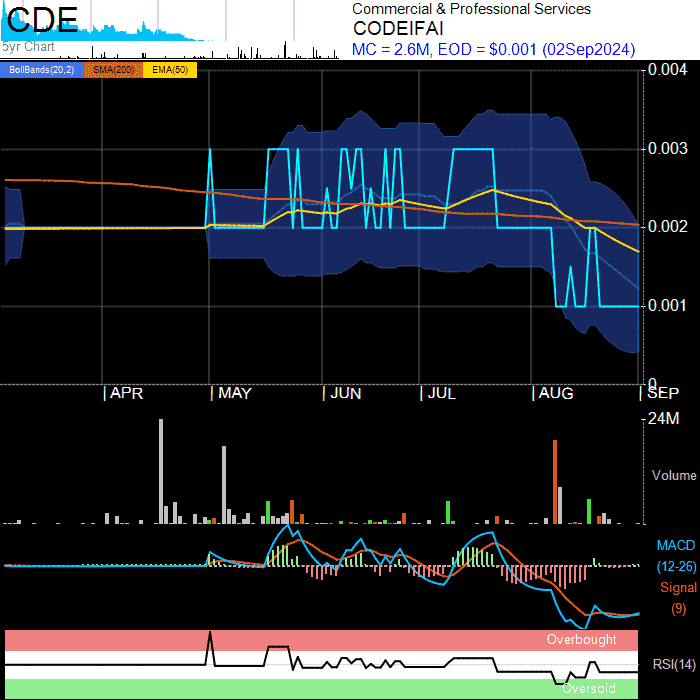 CDE
5yr Chart
Commercial & Professional Services
CODEIFAI
MC = 2.6M, EOD = $0.001 (02Sep2024)
BollBands(20,2) SMA(200) EMA(50)
0.004
0.003
0.002
0.001
0
APR MAY JUN JUL AUG SEP
24M
Volume
MACD
(12-26)
Signal
(9)
Overbought
RSI(14)
Oversold